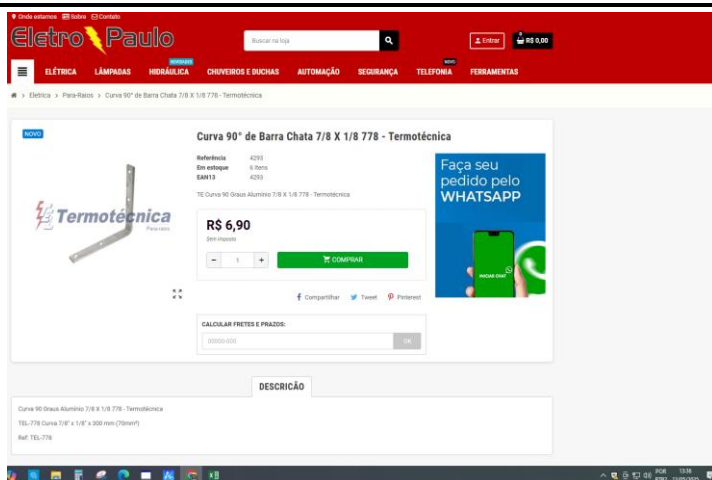 Onde estamos Sobre Contato
Eletro Paulo
Buscar na loja
Entrar
0
R$ 0,00
NOVIDADES
NOVO
ELÉTRICA LÂMPADAS HIDRÁULICA CHUVEIROS E DUCHAS AUTOMAÇÃO SEGURANÇA TELEFONIA FERRAMENTAS
> Elétrica > Para-Raios > Curva 90° de Barra Chata 7/8 X 1/8 778 - Termotécnica
NOVO
Termotécnica
Para-raios
Curva 90° de Barra Chata 7/8 X 1/8 778 - Termotécnica
Referência 4293
Em estoque 6 Itens
EAN13 4293
TE Curva 90 Graus Alumínio 7/8 X 1/8 778 - Termotécnica
R$ 6,90
Sem imposto
- 1 +
COMPRAR
Compartilhar Tweet Pinterest
CALCULAR FRETES E PRAZOS:
00000-000
OK
Faça seu
pedido pelo
WHATSAPP
INICIAR CHAT
DESCRICÃO
Curva 90 Graus Alumínio 7/8 X 1/8 778 - Termotécnica
TEL-778 Curva 7/8" x 1/8" x 300 mm (70mm²)
Ref: TEL-778
POR
13:36